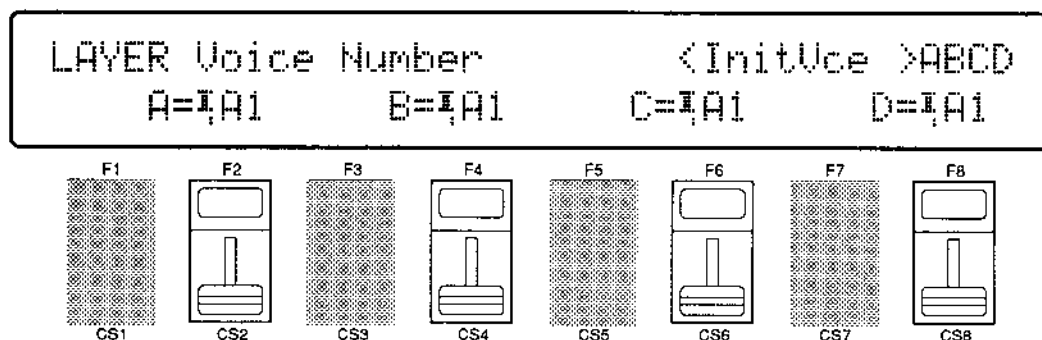 LAYER Voice Number <InitVce >ABCD
A=I,A1 B=I,A1 C=I,A1 D=I,A1
F1 F2 F3 F4 F5 F6 F7 F8
CS1 CS2 CS3 CS4 CS5 CS6 CS7 CS8